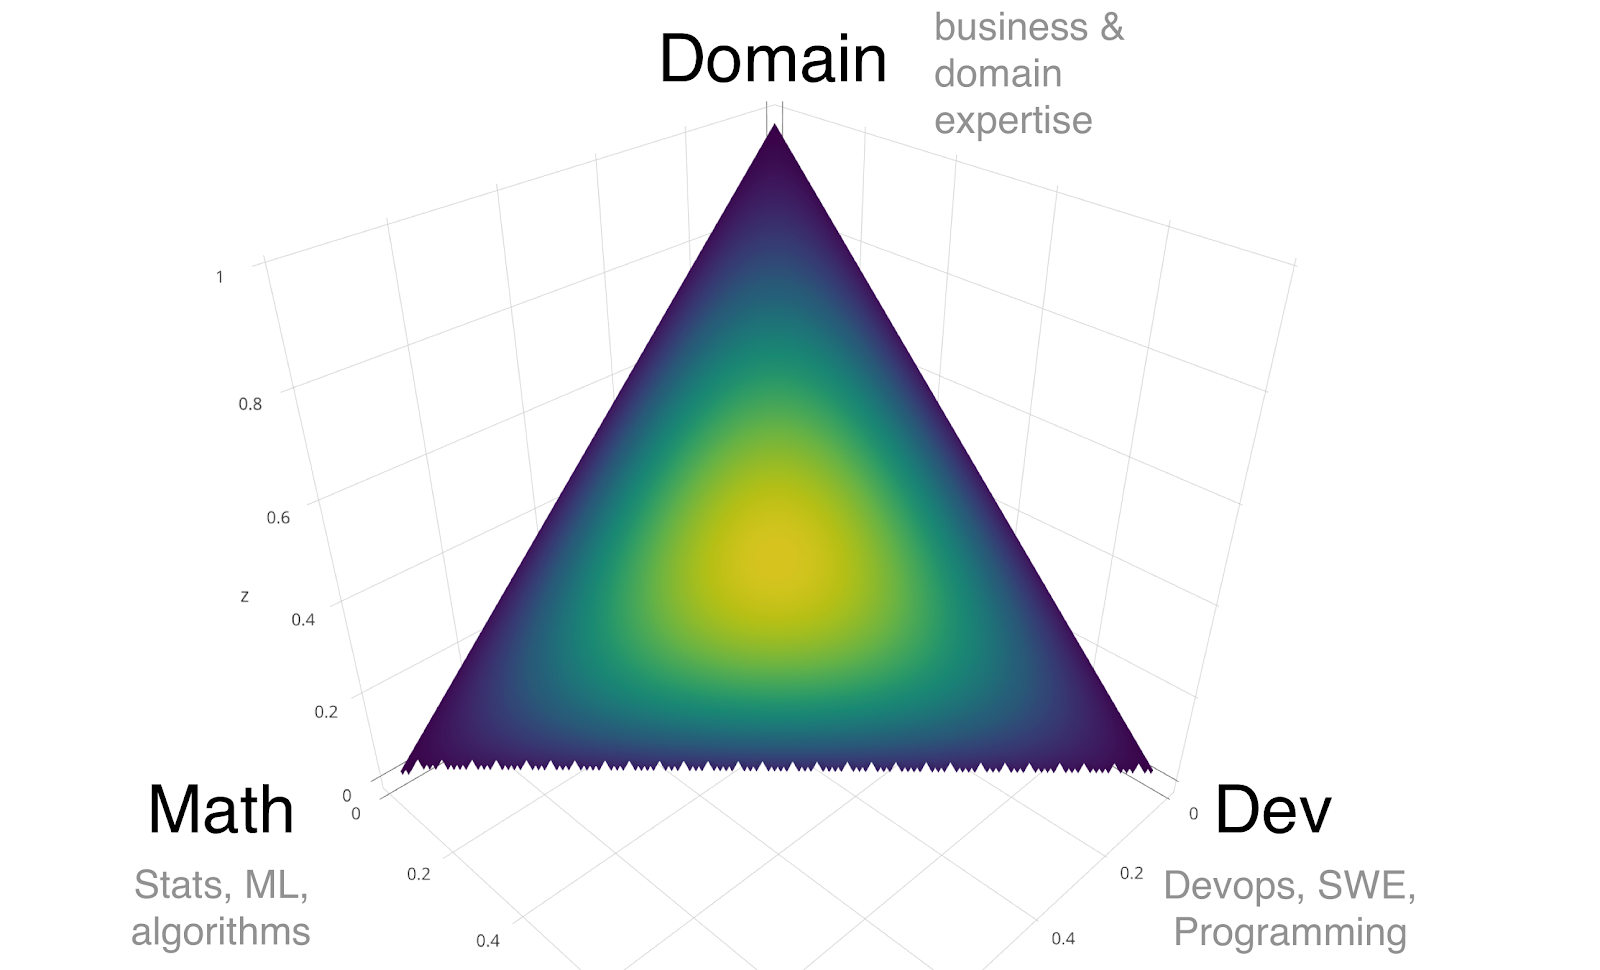 Domain
business &
domain
expertise
1
0.8
0.6
z
0.4
0.2
0
0
0.2
0.4
Math
Stats, ML,
algorithms
0
0.2
0.4
Dev
Devops, SWE,
Programming